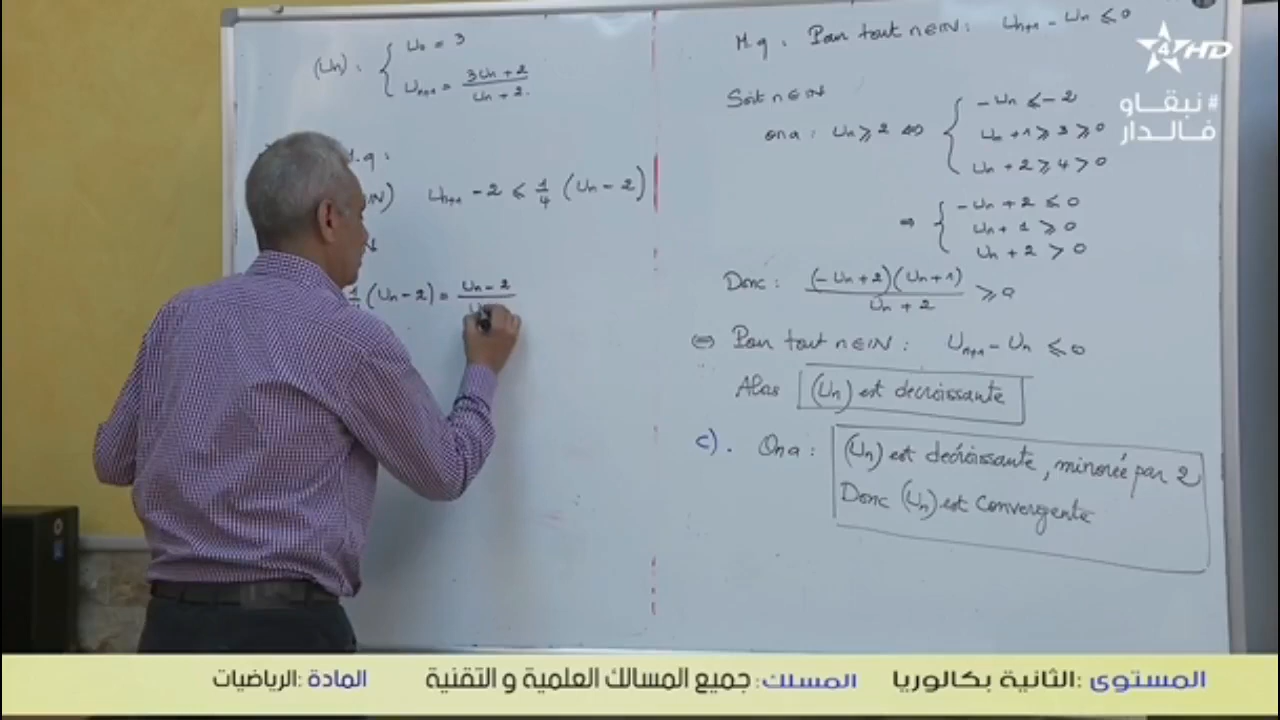 (Un) : { U₀ = 3
Uₙ₊₁ = (3Un + 2)/(Un + 2).
M.q :
IN) Uₙ₊₁ - 2 ≤ 1/4 (Un - 2)
(Un - 2) = (Un - 2)/
M.q : Pour tout n∈IN : Uₙ₊₁ - Un ≤ 0
Soit n∈IN
On a : Un ≥ 2 ⇔ { -Un ≤ -2
Un + 1 ≥ 3 ≥ 0
Un + 2 ≥ 4 > 0
⇒ { -Un + 2 ≤ 0
Un + 1 ≥ 0
Un + 2 > 0
Donc : (-Un + 2)(Un + 1)/(Un + 2) ≥ 0
⇔ Pour tout n∈IN : Uₙ₊₁ - Un ≤ 0
Alors (Un) est decroissante
c). On a : (Un) est decroissante, minorée par 2
Donc (Un) est convergente
4 HD
#نبقاو
فالدار
المستوى :الثانية بكالوريا المسلك: جميع المسالك العلمية و التقنية المادة :الرياضيات